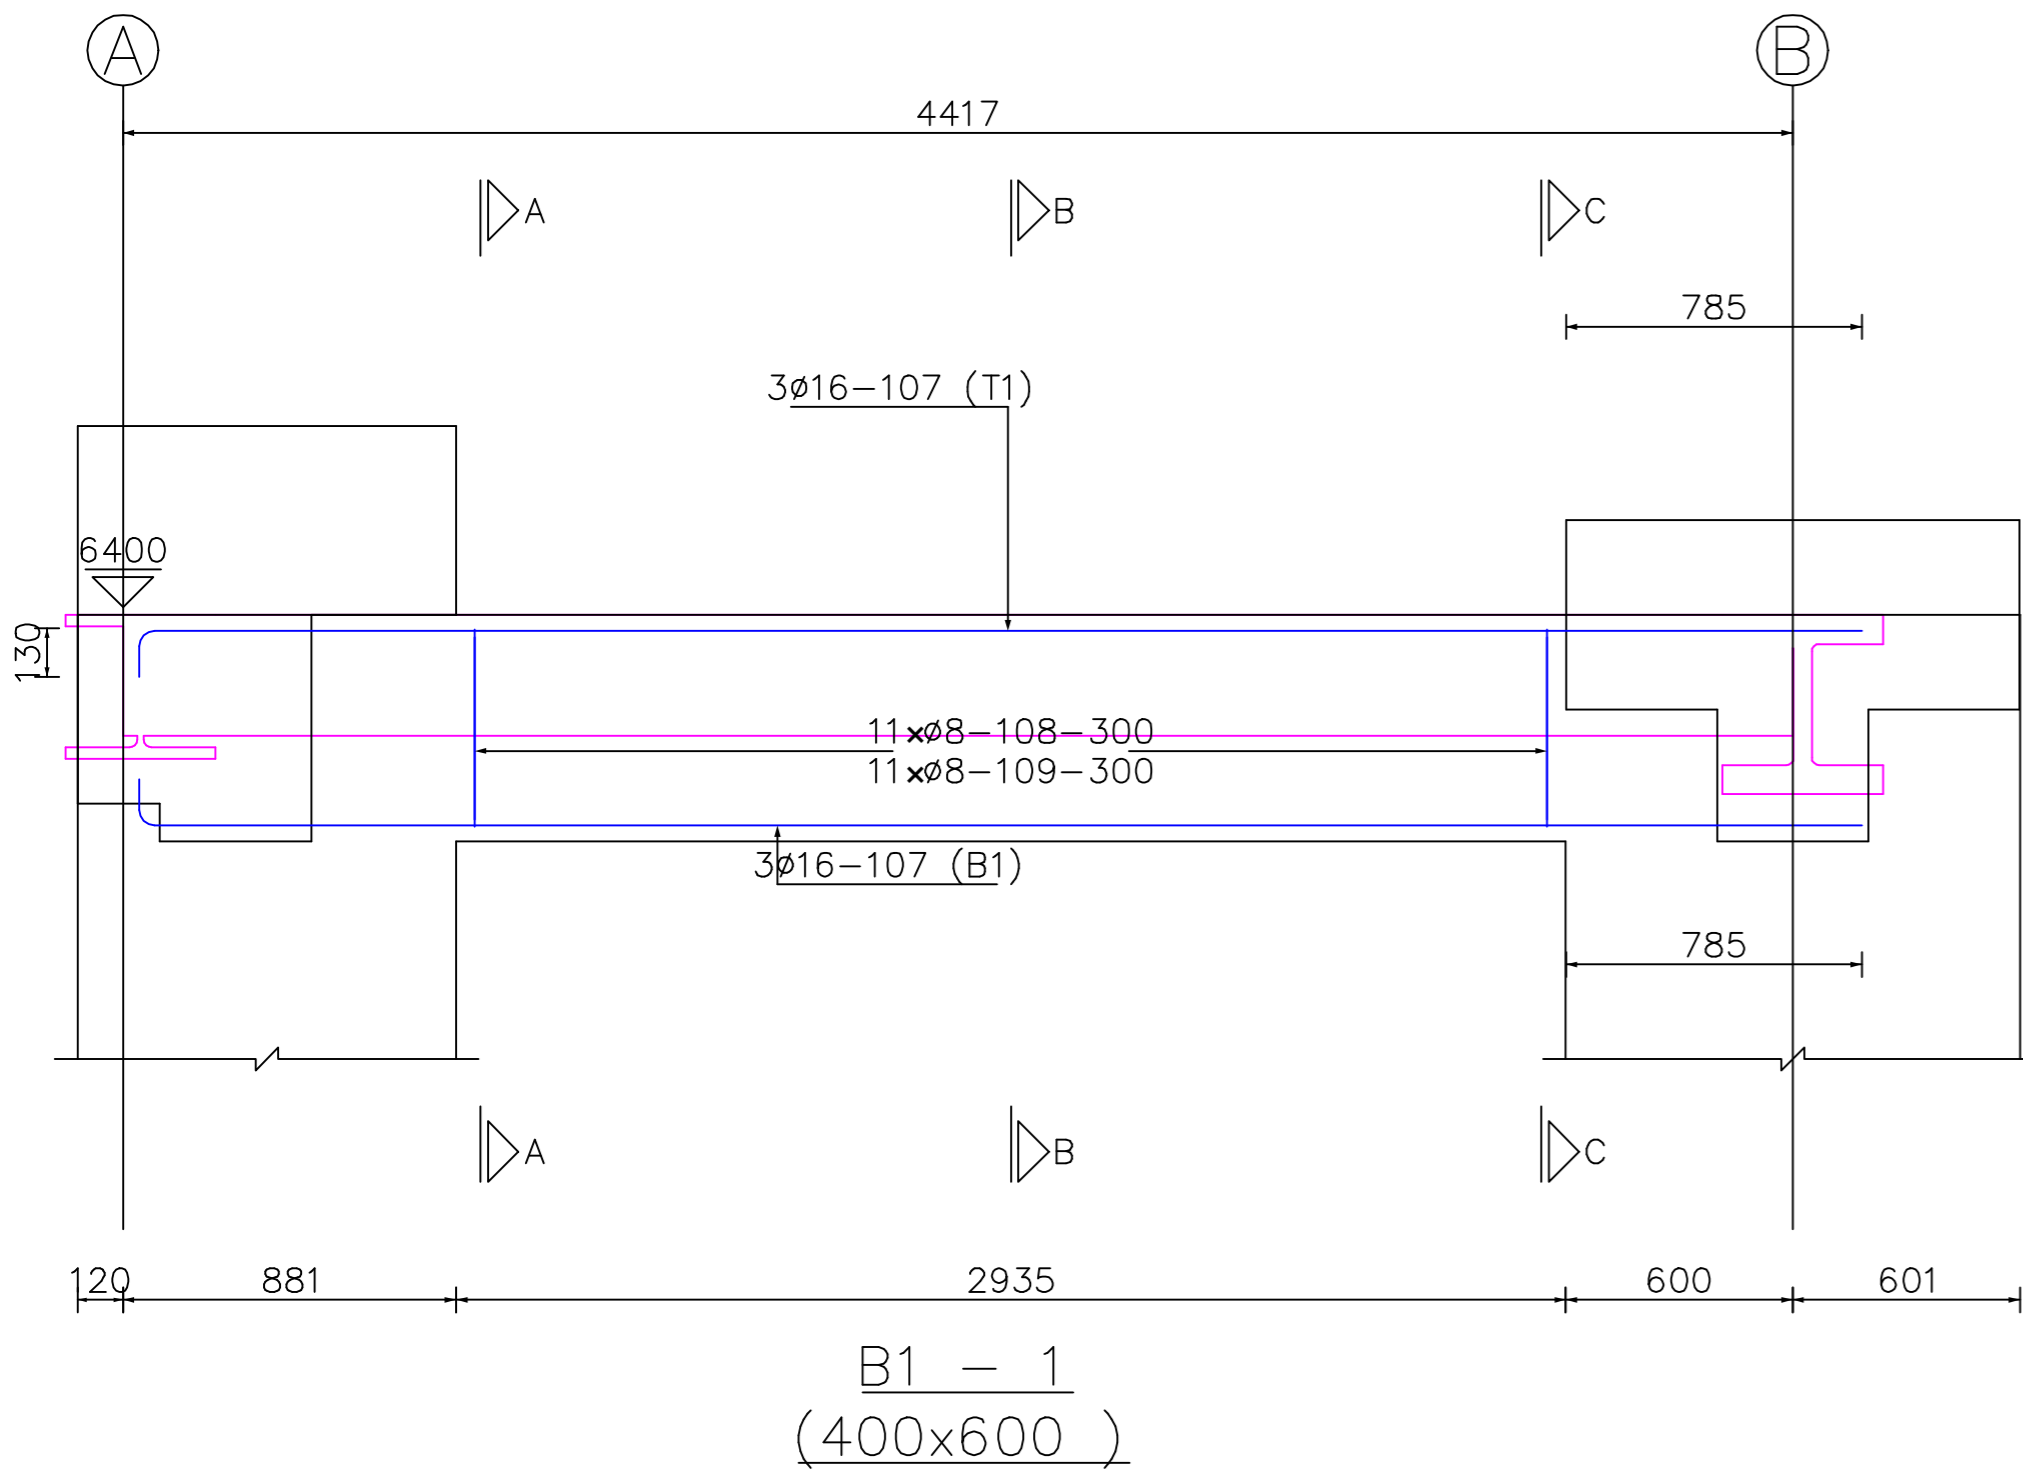 A
B
4417
A
B
C
785
3ø16-107 (T1)
6400
130
11×ø8-108-300
11×ø8-109-300
3ø16-107 (B1)
785
A
B
C
120
881
2935
600
601
B1 - 1
(400x600 )